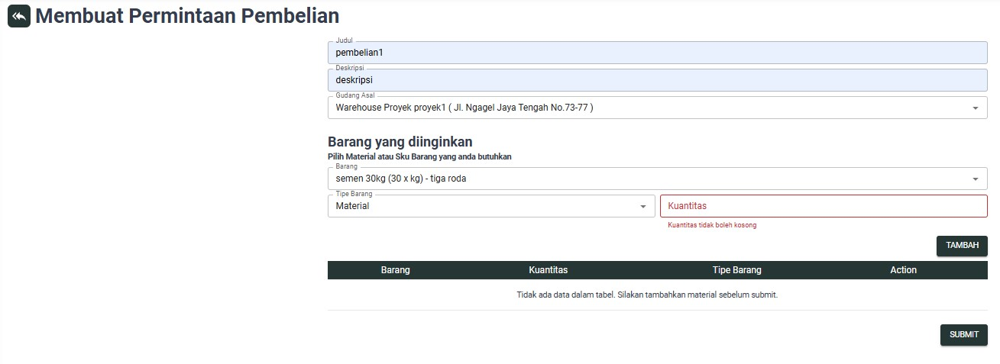 Membuat Permintaan Pembelian
Judul
pembelian1
Deskripsi
deskripsi
Gudang Asal
Warehouse Proyek proyek1 ( Jl. Ngagel Jaya Tengah No.73-77 )
Barang yang diinginkan
Pilih Material atau Sku Barang yang anda butuhkan
Barang
semen 30kg (30 x kg) - tiga roda
Tipe Barang
Material
Kuantitas
Kuantitas tidak boleh kosong
TAMBAH
Barang Kuantitas Tipe Barang Action
Tidak ada data dalam tabel. Silakan tambahkan material sebelum submit.
SUBMIT